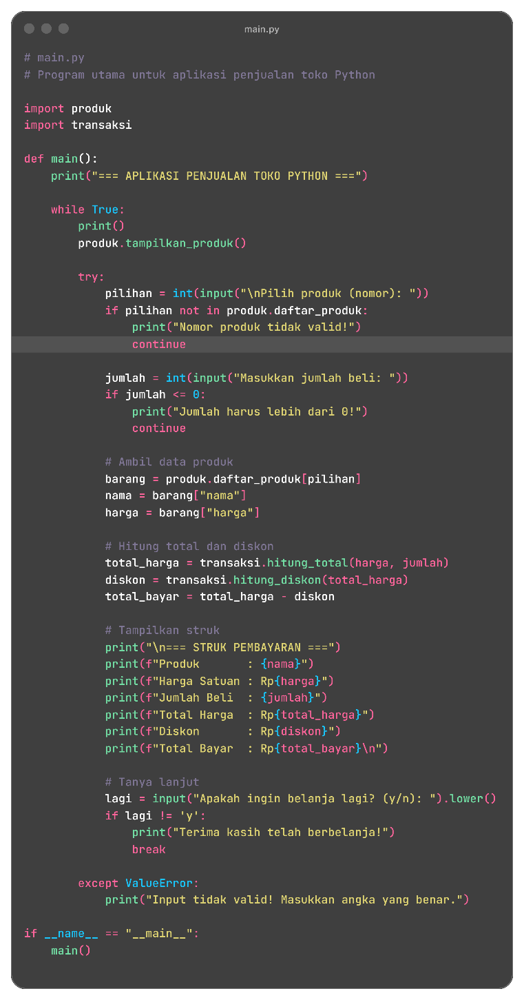 main.py
# main.py
# Program utama untuk aplikasi penjualan toko Python
import produk
import transaksi
def main():
    print("=== APLIKASI PENJUALAN TOKO PYTHON ===")
    while True:
        print()
        produk.tampilkan_produk()
        try:
            pilihan = int(input("\nPilih produk (nomor): "))
            if pilihan not in produk.daftar_produk:
                print("Nomor produk tidak valid!")
                continue
            jumlah = int(input("Masukkan jumlah beli: "))
            if jumlah <= 0:
                print("Jumlah harus lebih dari 0!")
                continue
            # Ambil data produk
            barang = produk.daftar_produk[pilihan]
            nama = barang["nama"]
            harga = barang["harga"]
            # Hitung total dan diskon
            total_harga = transaksi.hitung_total(harga, jumlah)
            diskon = transaksi.hitung_diskon(total_harga)
            total_bayar = total_harga - diskon
            # Tampilkan struk
            print("\n=== STRUK PEMBAYARAN ===")
            print(f"Produk       : {nama}")
            print(f"Harga Satuan : Rp{harga}")
            print(f"Jumlah Beli  : {jumlah}")
            print(f"Total Harga  : Rp{total_harga}")
            print(f"Diskon       : Rp{diskon}")
            print(f"Total Bayar  : Rp{total_bayar}\n")
            # Tanya lanjut
            lagi = input("Apakah ingin belanja lagi? (y/n): ").lower()
            if lagi != 'y':
                print("Terima kasih telah berbelanja!")
                break
        except ValueError:
            print("Input tidak valid! Masukkan angka yang benar.")
if __name__ == "__main__":
    main()